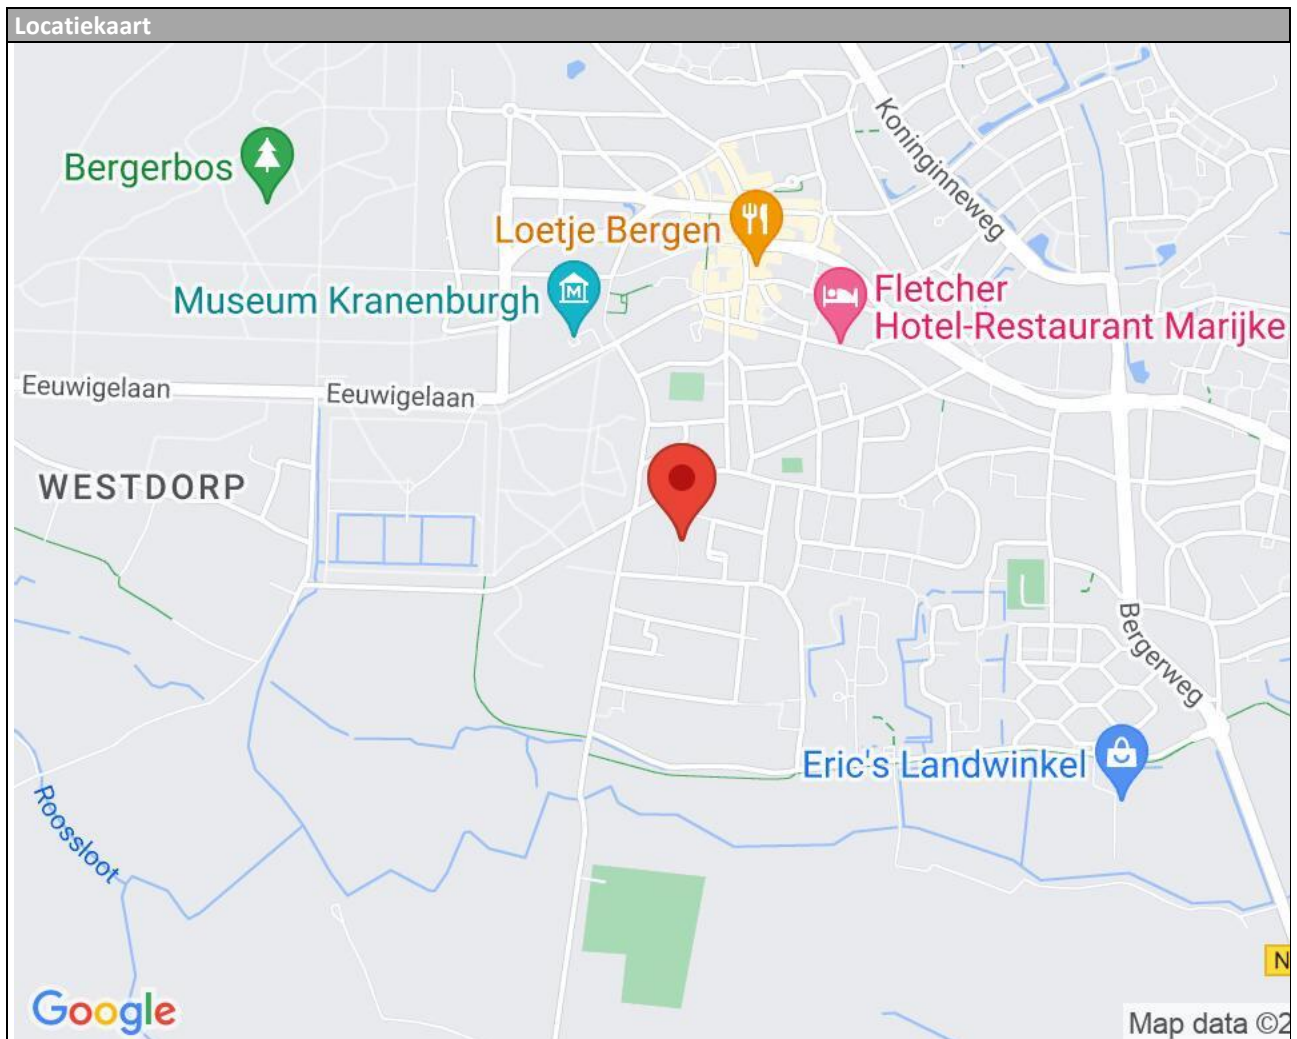 Locatiekaart
Bergerbos
Koninginneweg
Loetje Bergen
Museum Kranenburgh
M
Fletcher
Hotel-Restaurant Marijke
Eeuwigelaan
Eeuwigelaan
WESTDORP
Bergerweg
Eric's Landwinkel
Roossloot
N
Google
Map data ©2